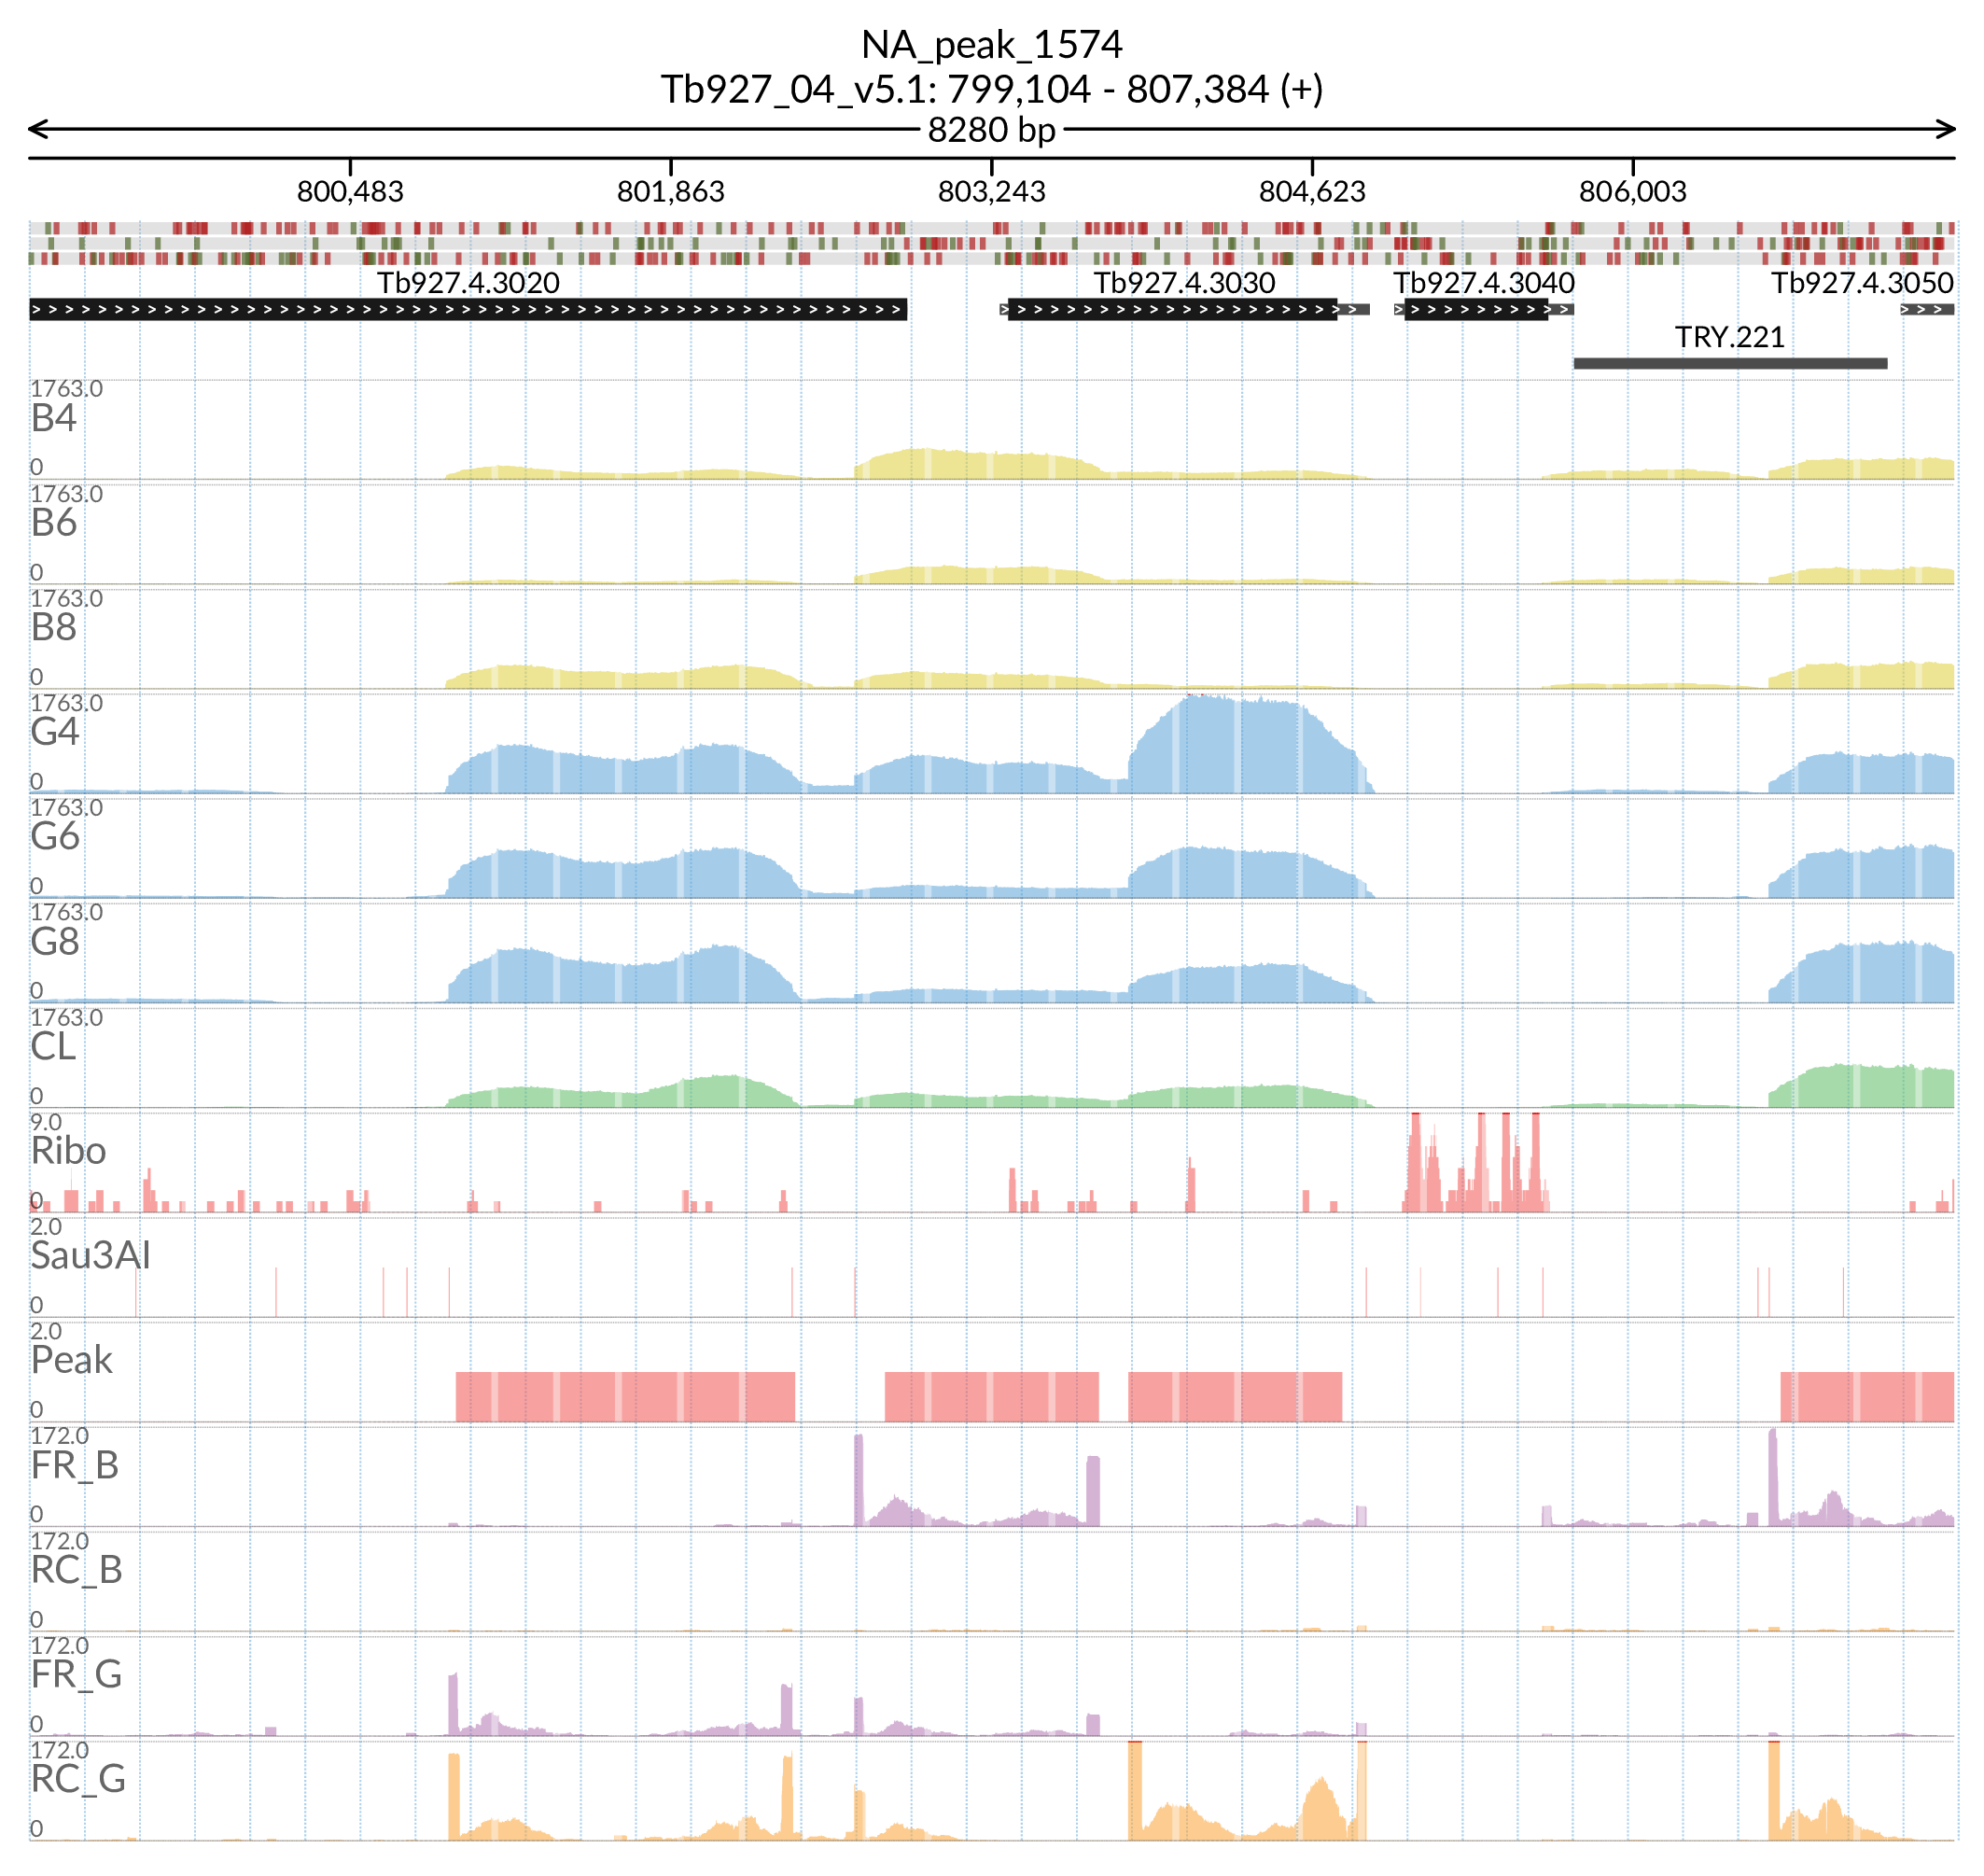 NA_peak_1574
Tb927_04_v5.1: 799,104 - 807,384 (+)
8280 bp
800,483 801,863 803,243 804,623 806,003
Tb927.4.3020 Tb927.4.3030 Tb927.4.3040 Tb927.4.3050
TRY.221
1763.0
B4
0
1763.0
B6
0
1763.0
B8
0
1763.0
G4
0
1763.0
G6
0
1763.0
G8
0
1763.0
CL
0
9.0
Ribo
0
2.0
Sau3AI
0
2.0
Peak
0
172.0
FR_B
0
172.0
RC_B
0
172.0
FR_G
0
172.0
RC_G
0